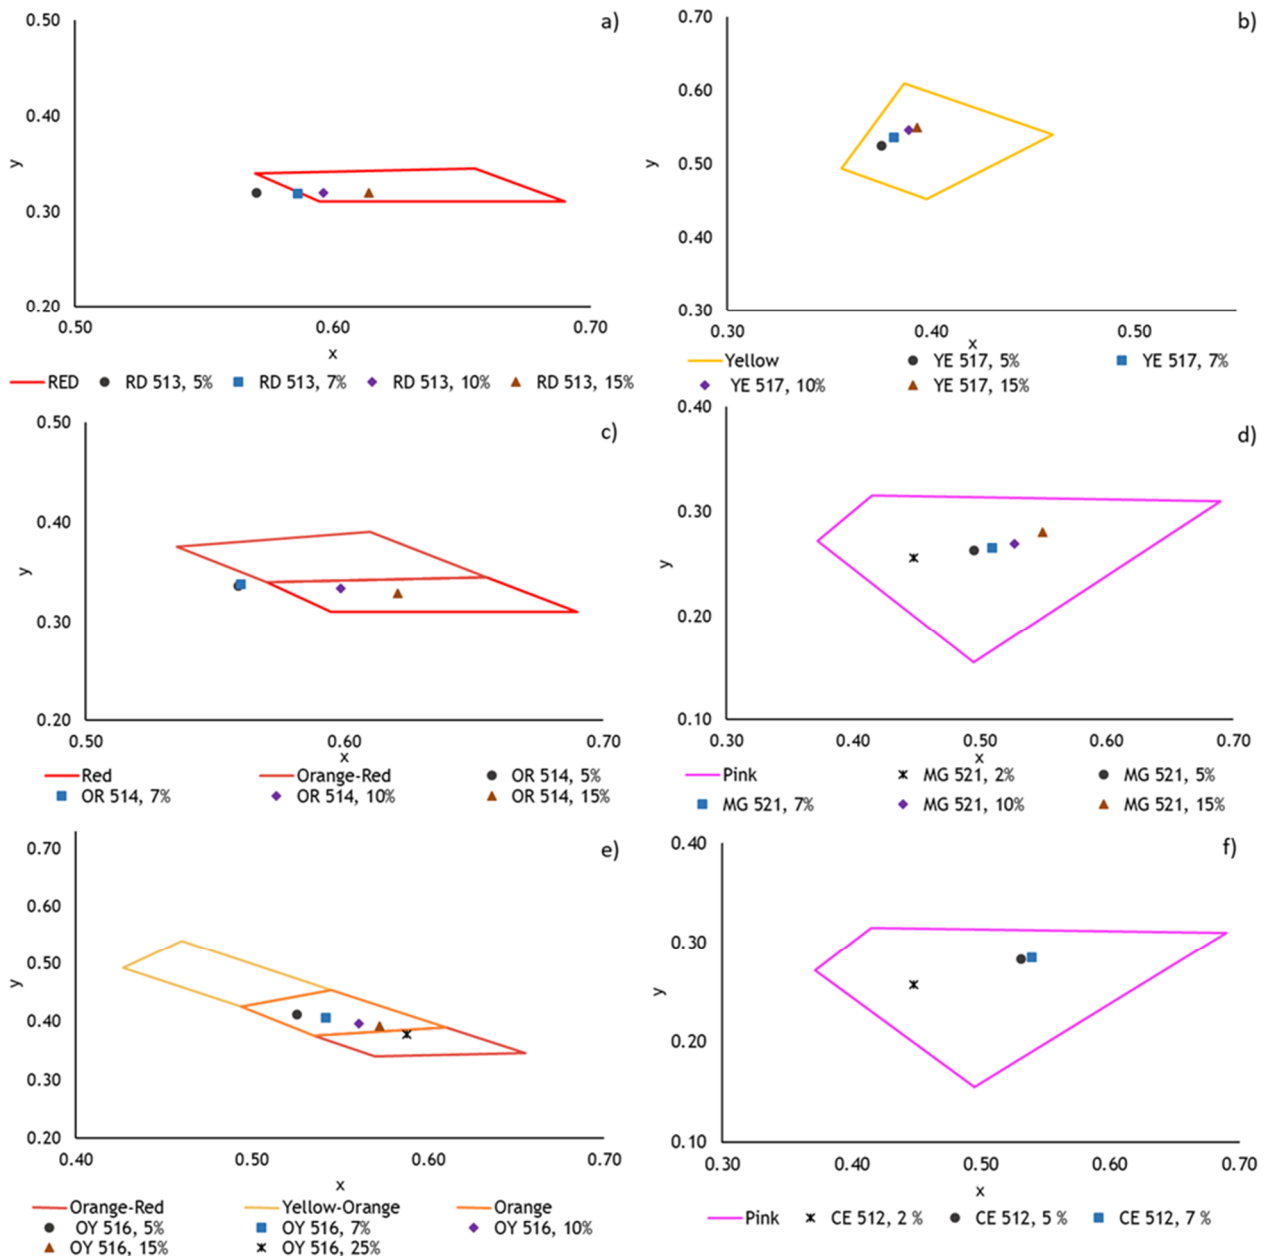 a)
0.50
0.40
0.30
0.20
y
0.50
0.60
0.70
x
RED
RD 513, 5%
RD 513, 7%
RD 513, 10%
RD 513, 15%
b)
0.70
0.60
0.50
0.40
0.30
y
0.30
0.40
0.50
x
Yellow
YE 517, 5%
YE 517, 7%
YE 517, 10%
YE 517, 15%
c)
0.50
0.40
0.30
0.20
y
0.50
0.60
0.70
x
Red
Orange-Red
OR 514, 5%
OR 514, 7%
OR 514, 10%
OR 514, 15%
d)
0.40
0.30
0.20
0.10
y
0.30
0.40
0.50
0.60
0.70
x
Pink
MG 521, 2%
MG 521, 5%
MG 521, 7%
MG 521, 10%
MG 521, 15%
e)
0.70
0.60
0.50
0.40
0.30
0.20
y
0.40
0.50
0.60
0.70
x
Orange-Red
Yellow-Orange
Orange
OY 516, 5%
OY 516, 7%
OY 516, 10%
OY 516, 15%
OY 516, 25%
f)
0.40
0.30
0.20
0.10
y
0.30
0.40
0.50
0.60
0.70
x
Pink
CE 512, 2 %
CE 512, 5 %
CE 512, 7 %